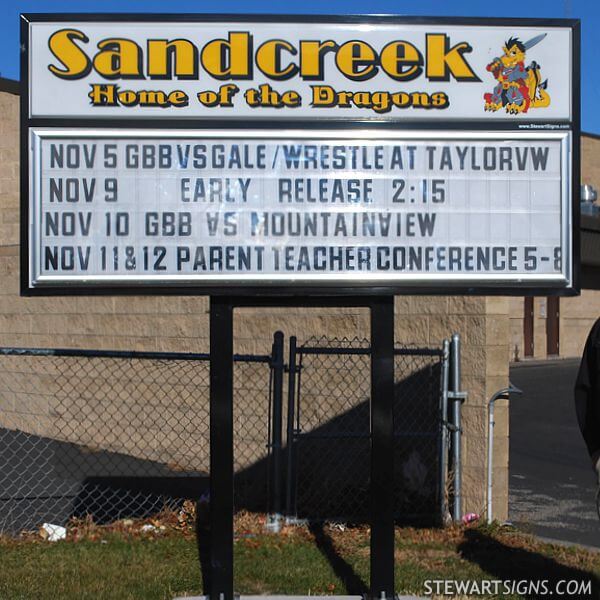 Sandcreek
Home of the Dragons
www.StewartSigns.com
NOV 5 GBB VS GALE / WRESTLE AT TAYLORVW
NOV 9 EARLY RELEASE 2:15
NOV 10 GBB VS MOUNTAINVIEW
NOV 11 & 12 PARENT TEACHER CONFERENCE 5-8
STEWARTSIGNS.COM